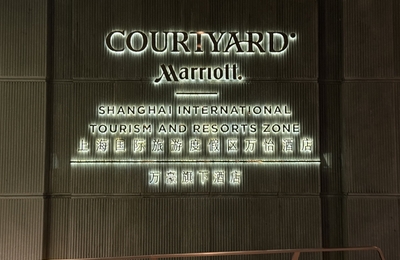 COURTYARD®
Marriott.
SHANGHAI INTERNATIONAL
TOURISM AND RESORTS ZONE
上海国际旅游度假区万怡酒店
万豪旗下酒店